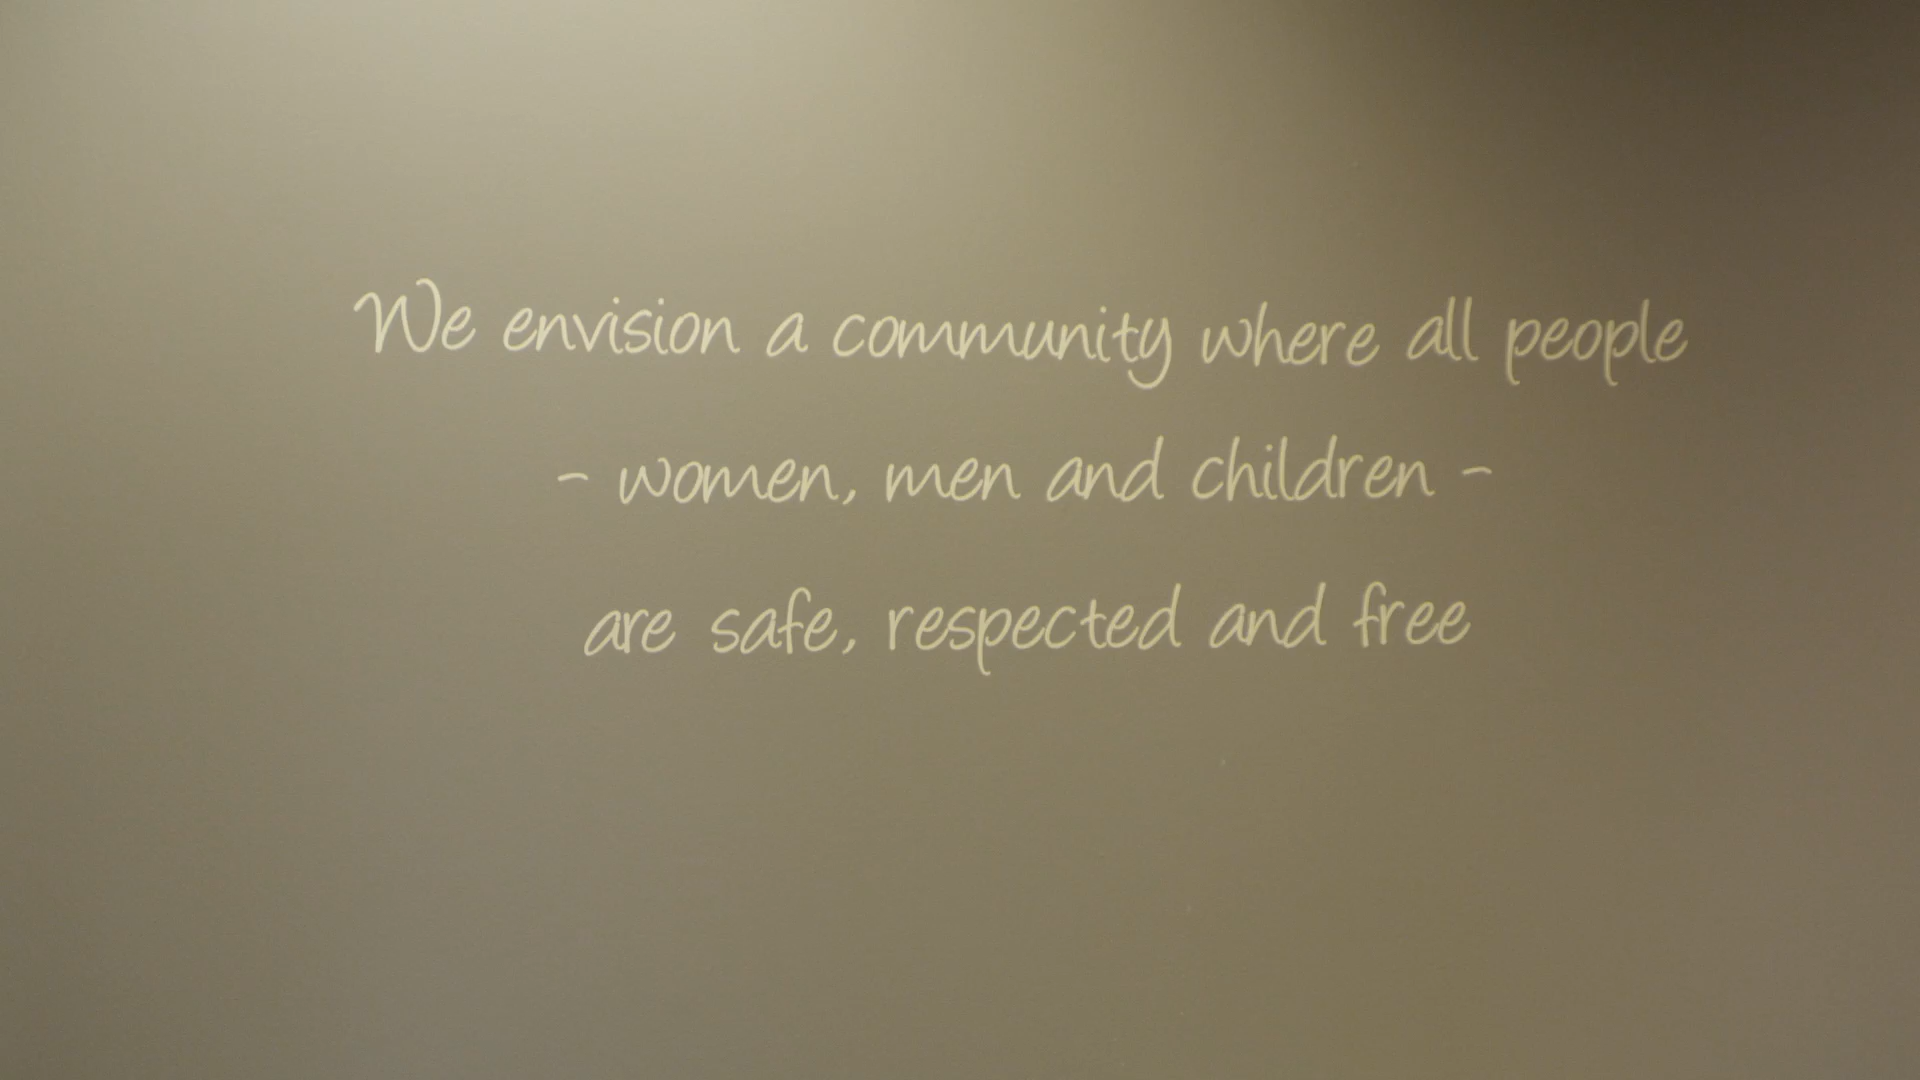 We envision a community where all people
- women, men and children -
are safe, respected and free